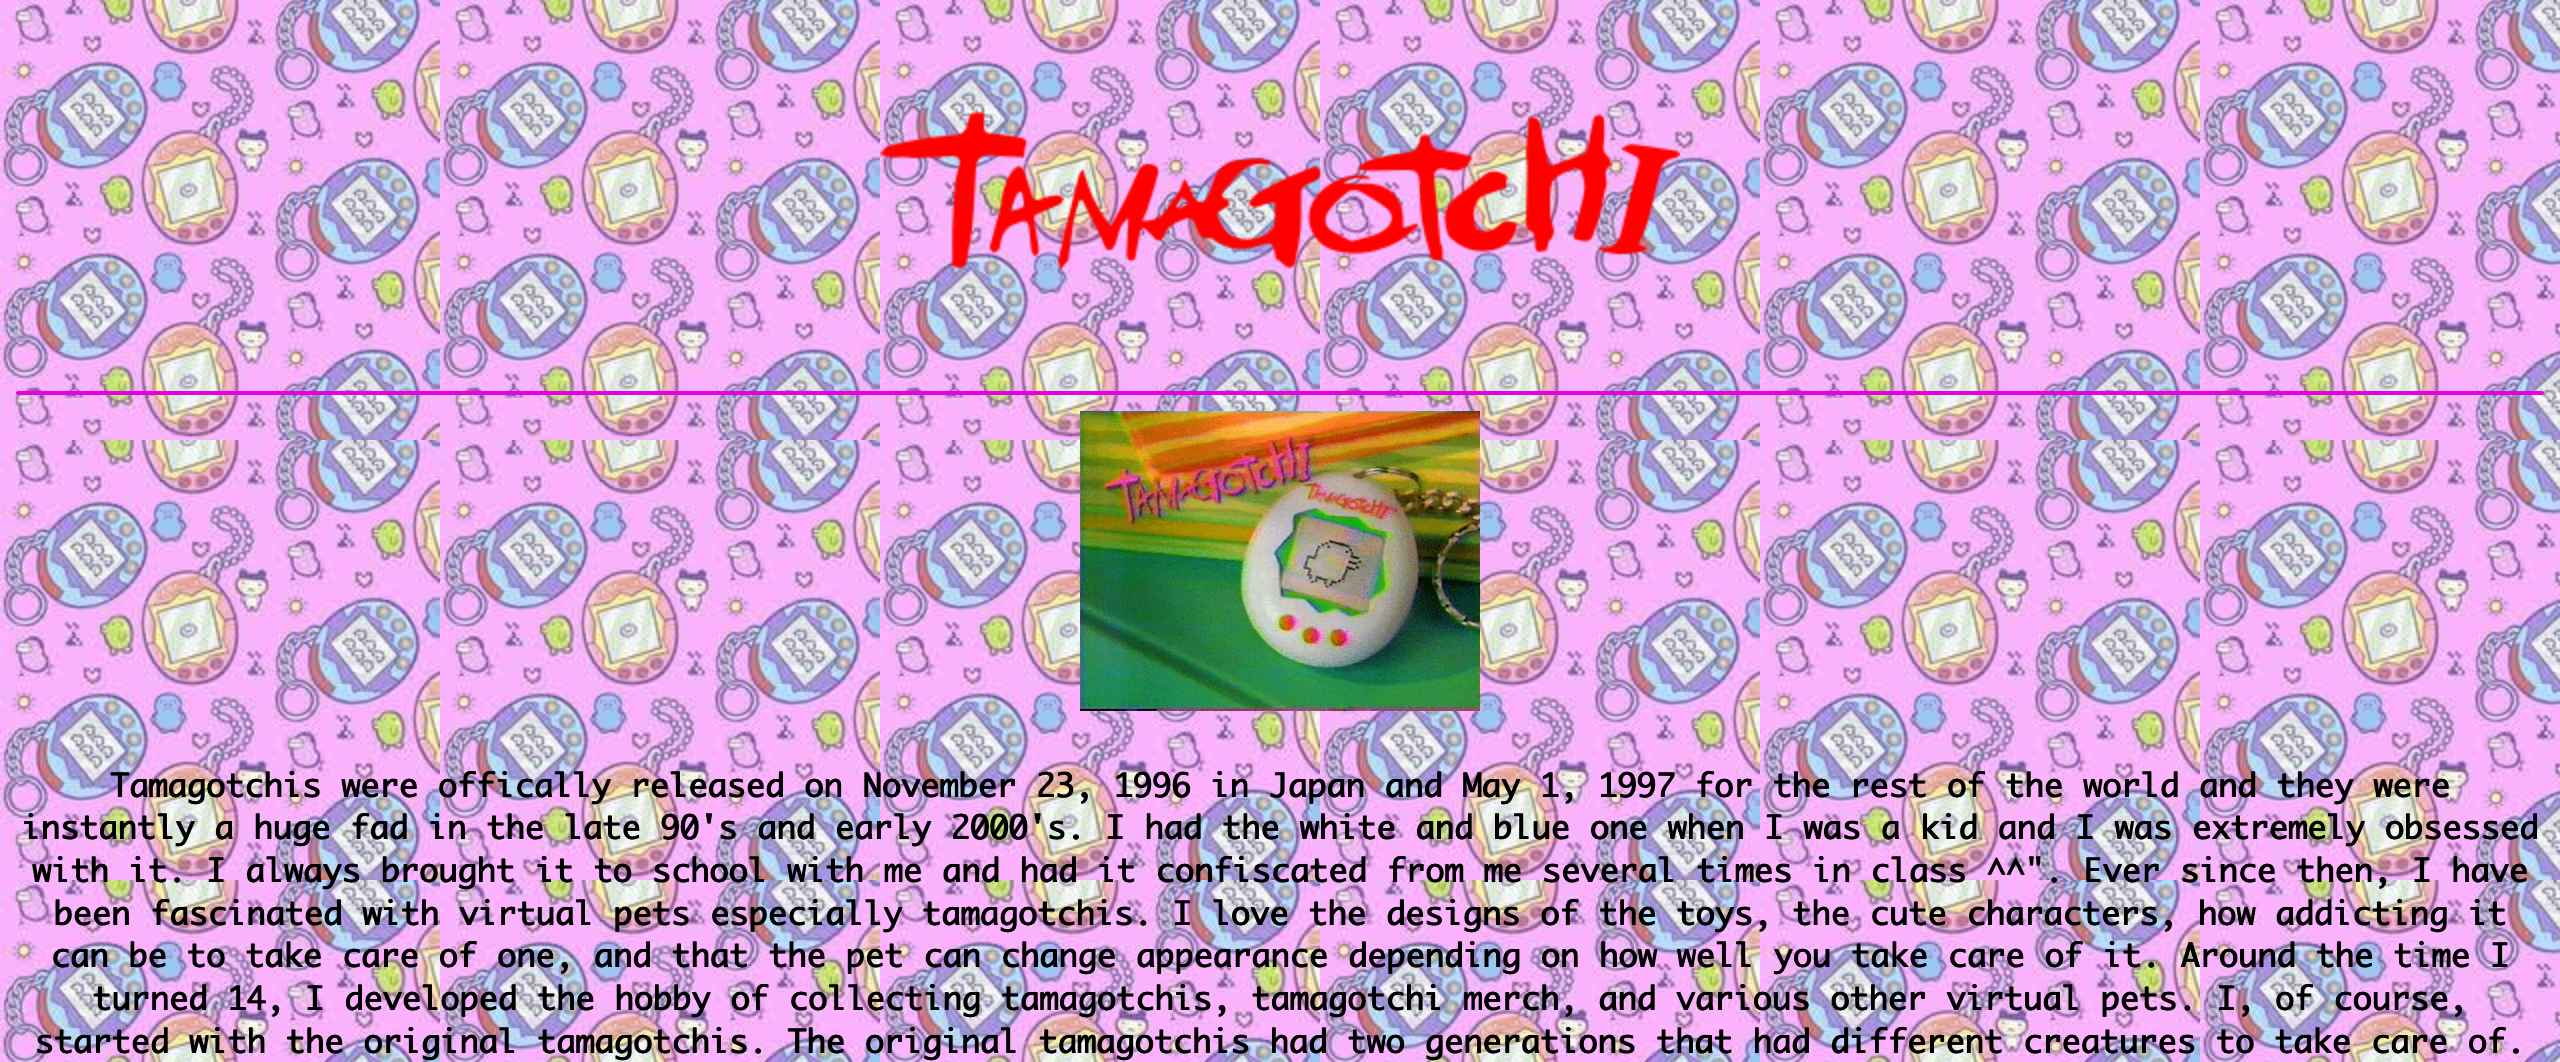 TAMAGOTCHI
TAMAGOTCHI
TAMAGOTCHI
Tamagotchis were offically released on November 23, 1996 in Japan and May 1, 1997 for the rest of the world and they were
instantly a huge fad in the late 90's and early 2000's. I had the white and blue one when I was a kid and I was extremely obsessed
with it. I always brought it to school with me and had it confiscated from me several times in class ^^". Ever since then, I have
been fascinated with virtual pets especially tamagotchis. I love the designs of the toys, the cute characters, how addicting it
can be to take care of one, and that the pet can change appearance depending on how well you take care of it. Around the time I
turned 14, I developed the hobby of collecting tamagotchis, tamagotchi merch, and various other virtual pets. I, of course,
started with the original tamagotchis. The original tamagotchis had two generations that had different creatures to take care of.